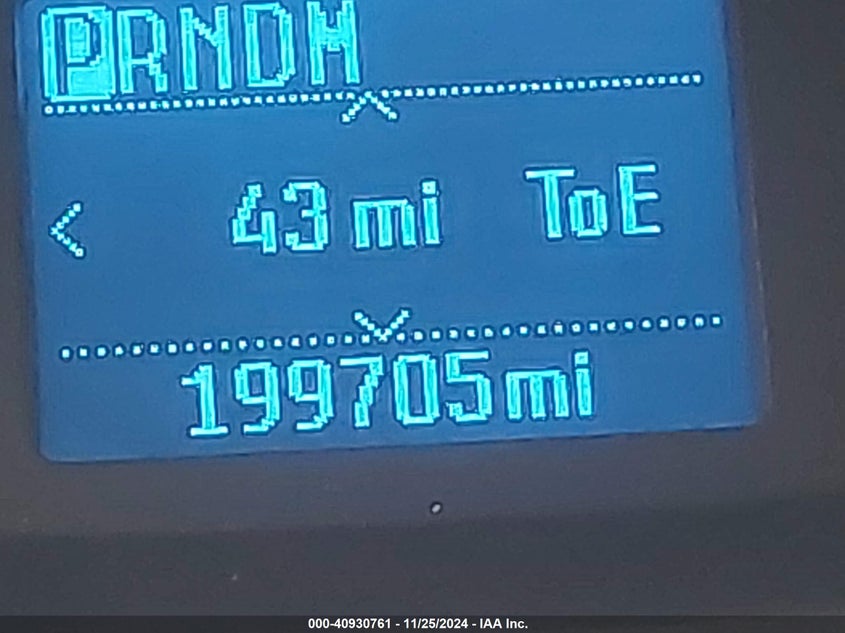 PRNDM
< 43 mi ToE
199705mi
000-40930761 - 11/25/2024 - IAA Inc.